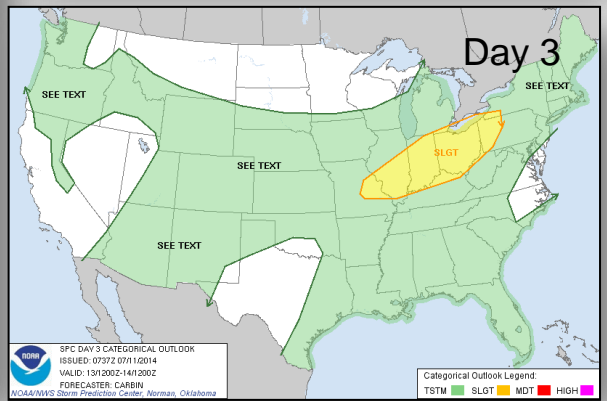 Day 3
SEE TEXT
SEE TEXT
SLGT
SEE TEXT
SEE TEXT
NOAA
SPC DAY 3 CATEGORICAL OUTLOOK
ISSUED: 0737Z 07/11/2014
VALID: 13/1200Z-14/1200Z
FORECASTER: CARBIN
NOAA/NWS Storm Prediction Center, Norman, Oklahoma
Categorical Outlook Legend:
TSTM SLGT MDT HIGH